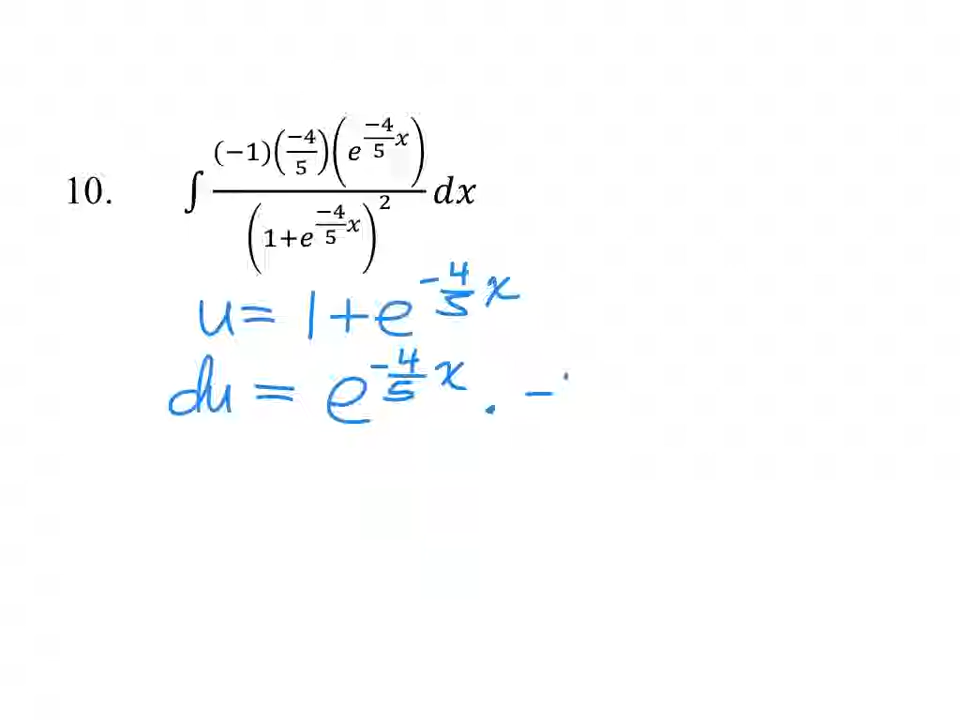 10. ∫ (-1)(-4/5)(e^(-4/5 x)) / (1+e^(-4/5 x))^2 dx
u = 1+e^(-4/5 x)
du = e^(-4/5 x) . -